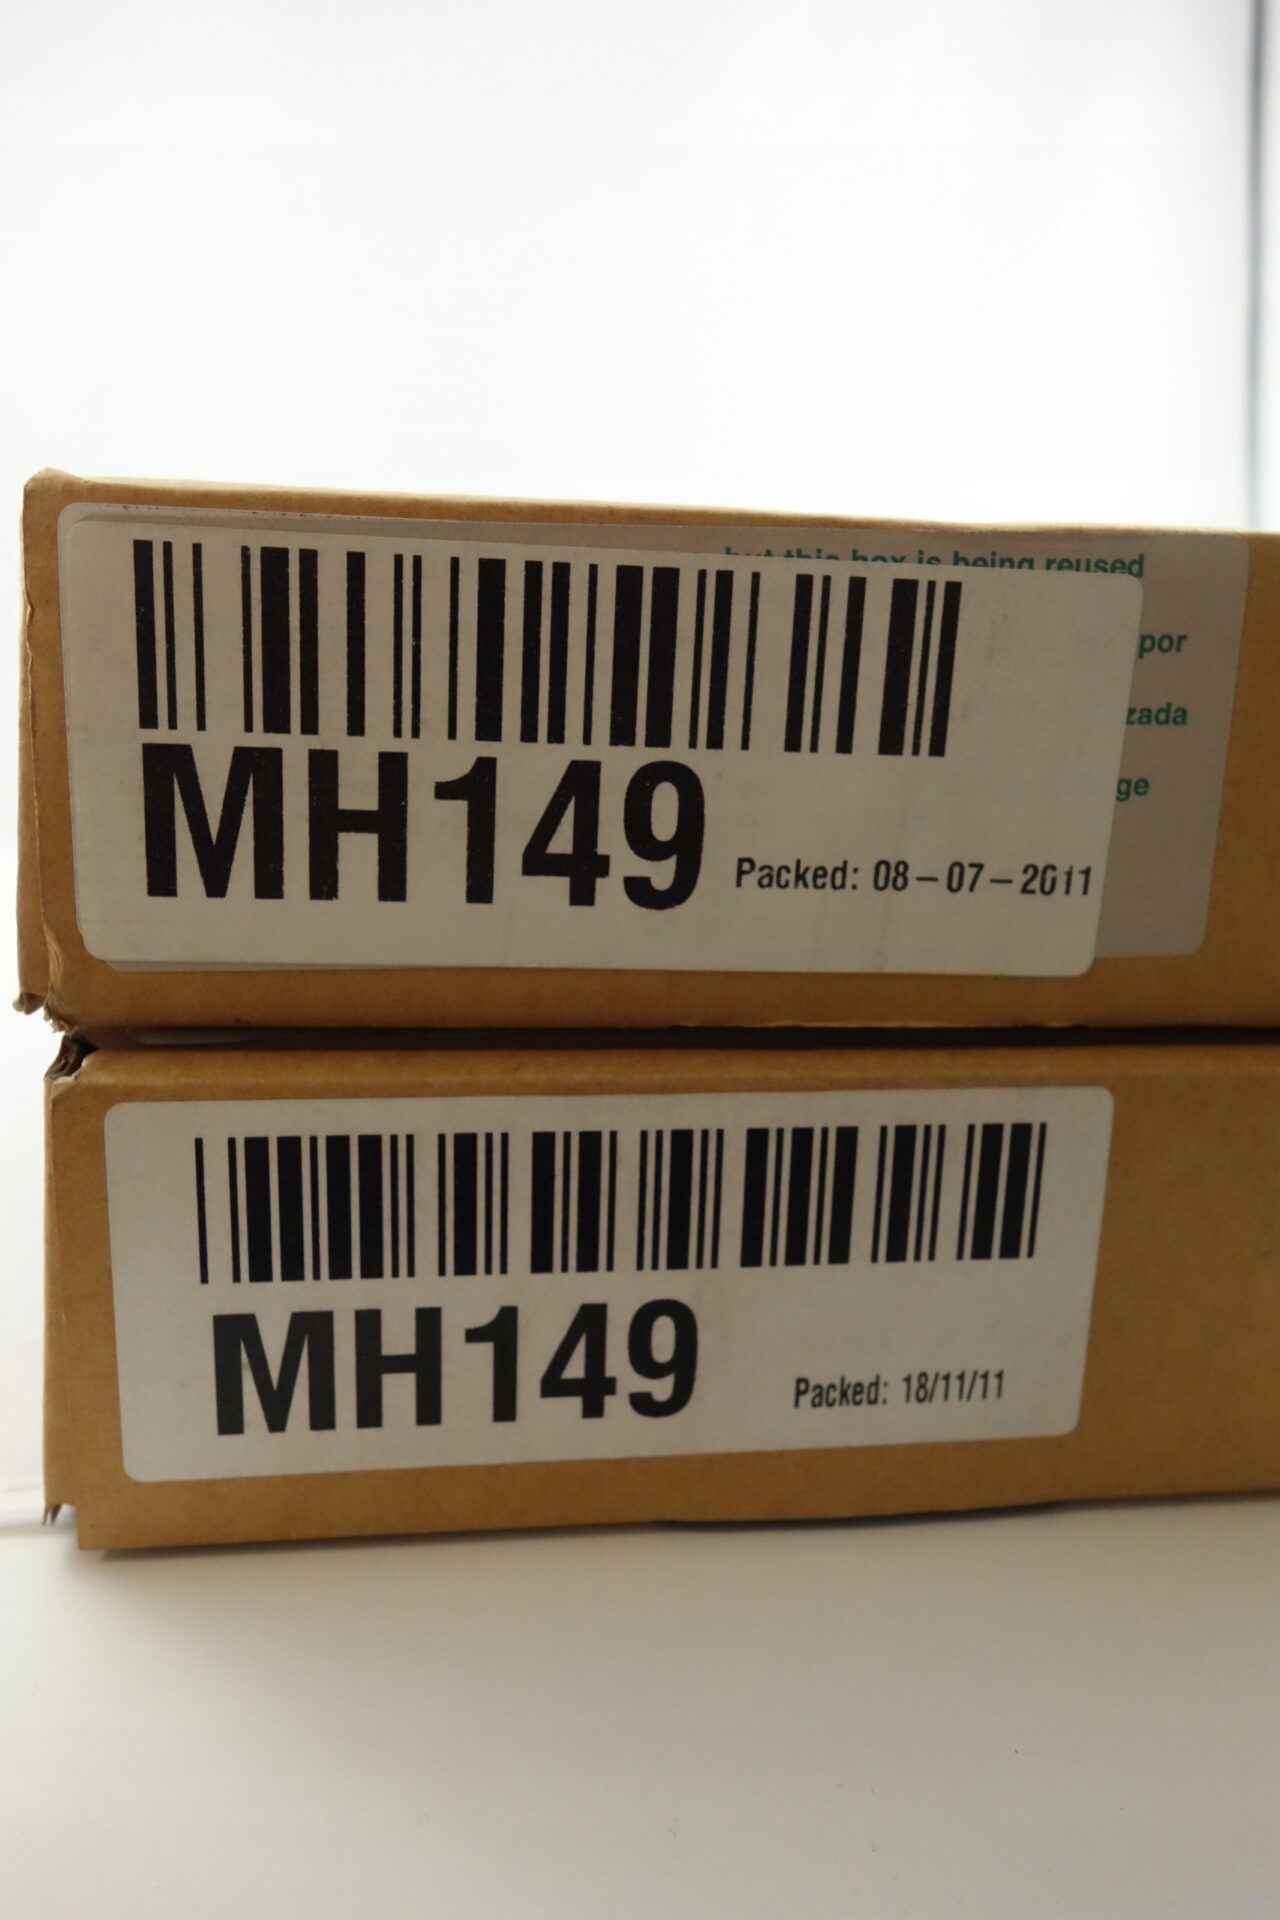 but this box is being reused
por
zada
ge
MH149
Packed: 08-07-2011
MH149
Packed: 18/11/11